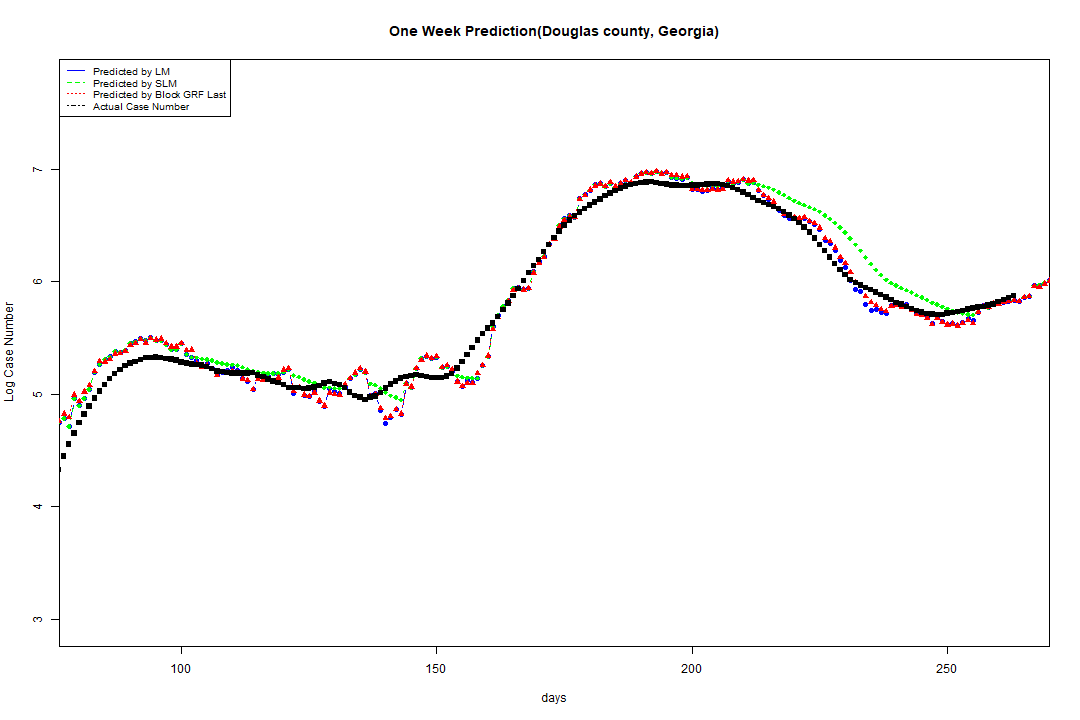 One Week Prediction(Douglas county, Georgia)
Predicted by LM
Predicted by SLM
Predicted by Block GRF Last
Actual Case Number
7
6
5
4
3
Log Case Number
100 150 200 250
days